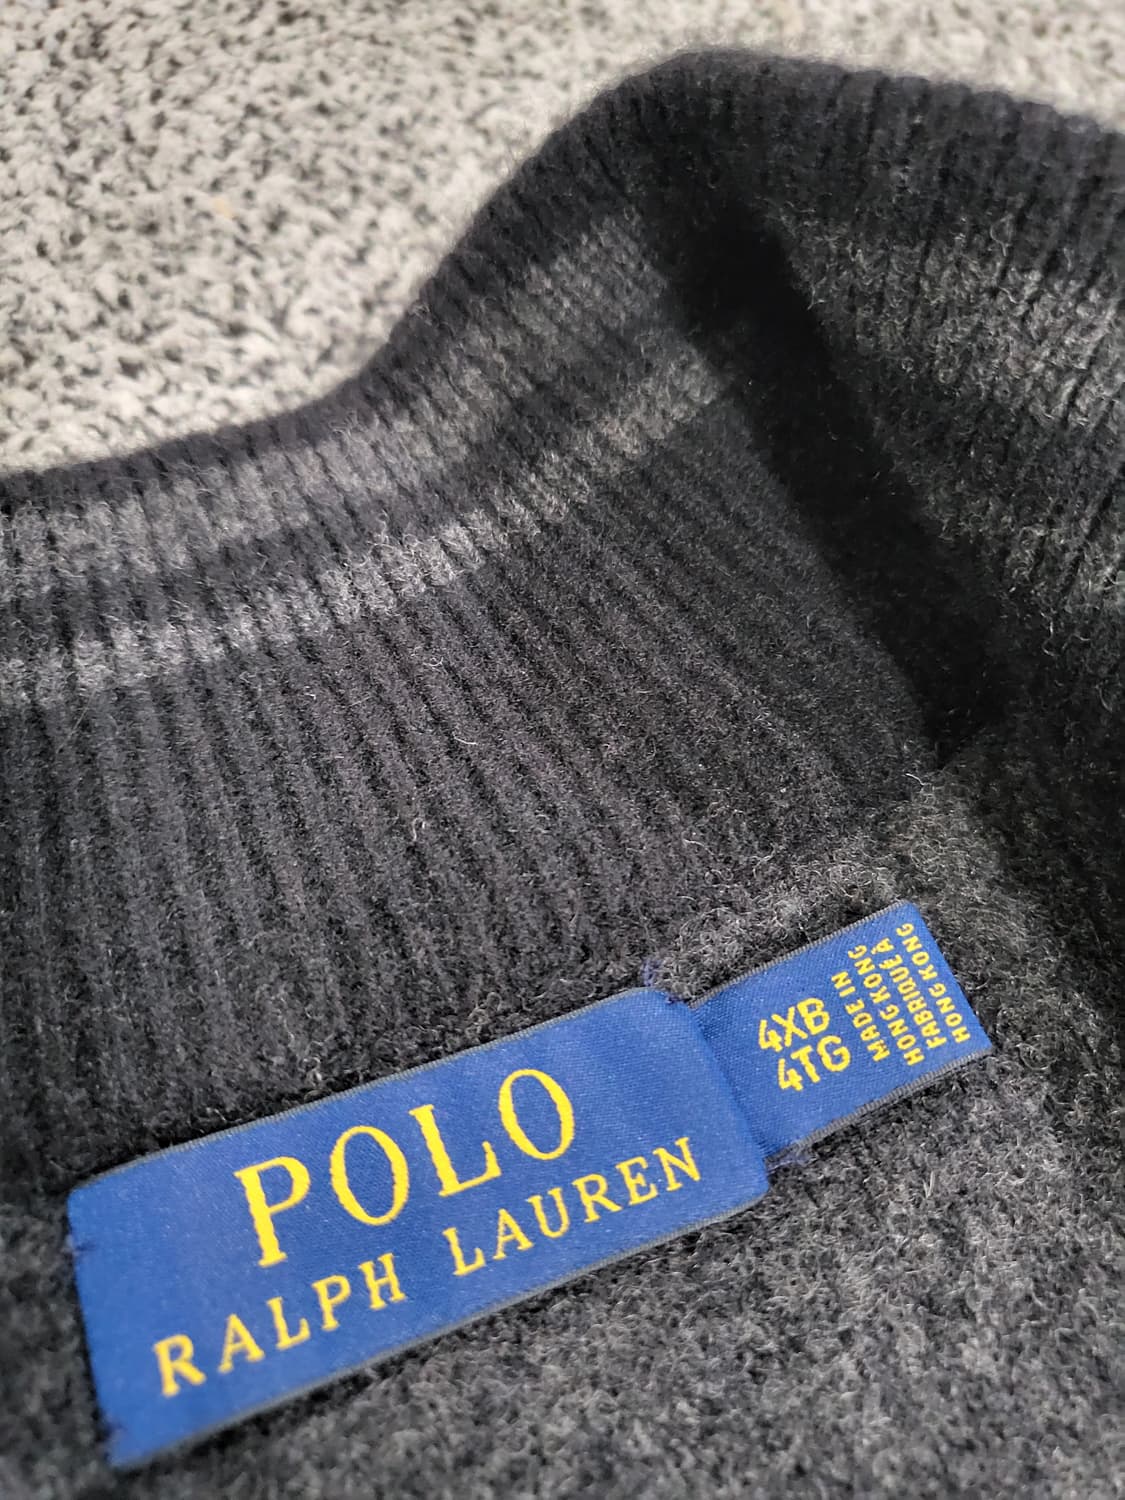 POLO
RALPH LAUREN
4XB
4TG
MADE IN
HONG KONG
FABRIQUÉ À
HONG KONG